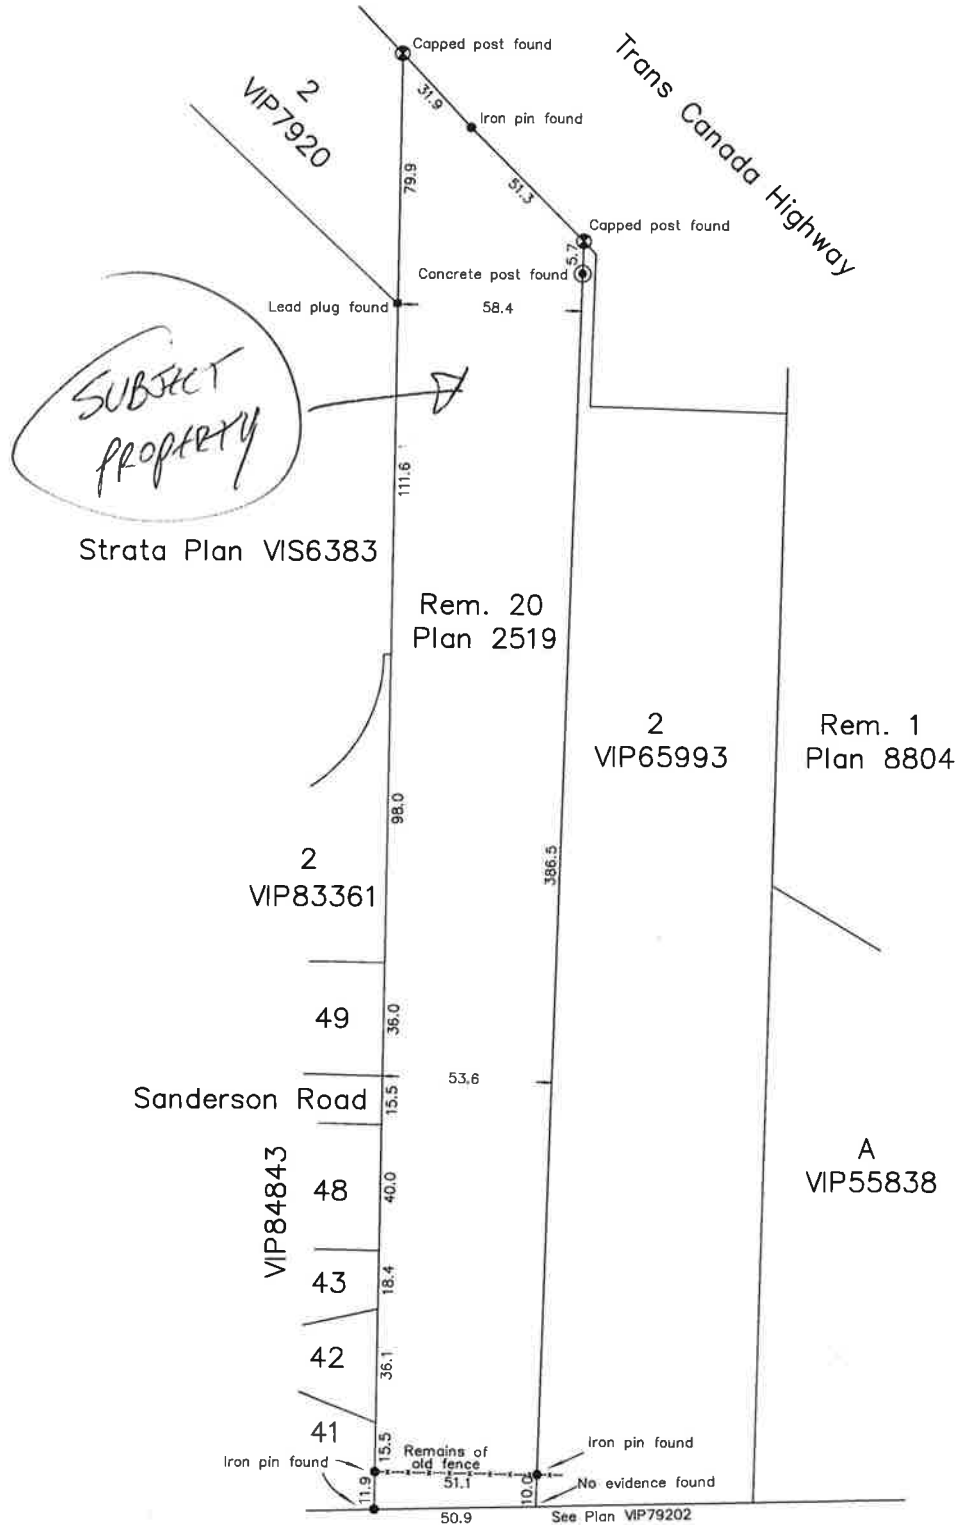 Capped post found
Trans Canada Highway
2
VIP7920
31.9
Iron pin found
79.9
51.3
Capped post found
5.7
Concrete post found
Lead plug found
58.4
SUBJECT
PROPERTY
111.6
Strata Plan VIS6383
Rem. 20
Plan 2519
2
VIP65993
Rem. 1
Plan 8804
98.0
2
VIP83361
386.5
49
36.0
53.6
Sanderson Road
15.5
A
VIP55838
VIP84843
48
40.0
43
18.4
42
36.1
41
15.5
Iron pin found
Remains of
old fence
51.1
Iron pin found
11.9
10.0
No evidence found
50.9
See Plan VIP79202